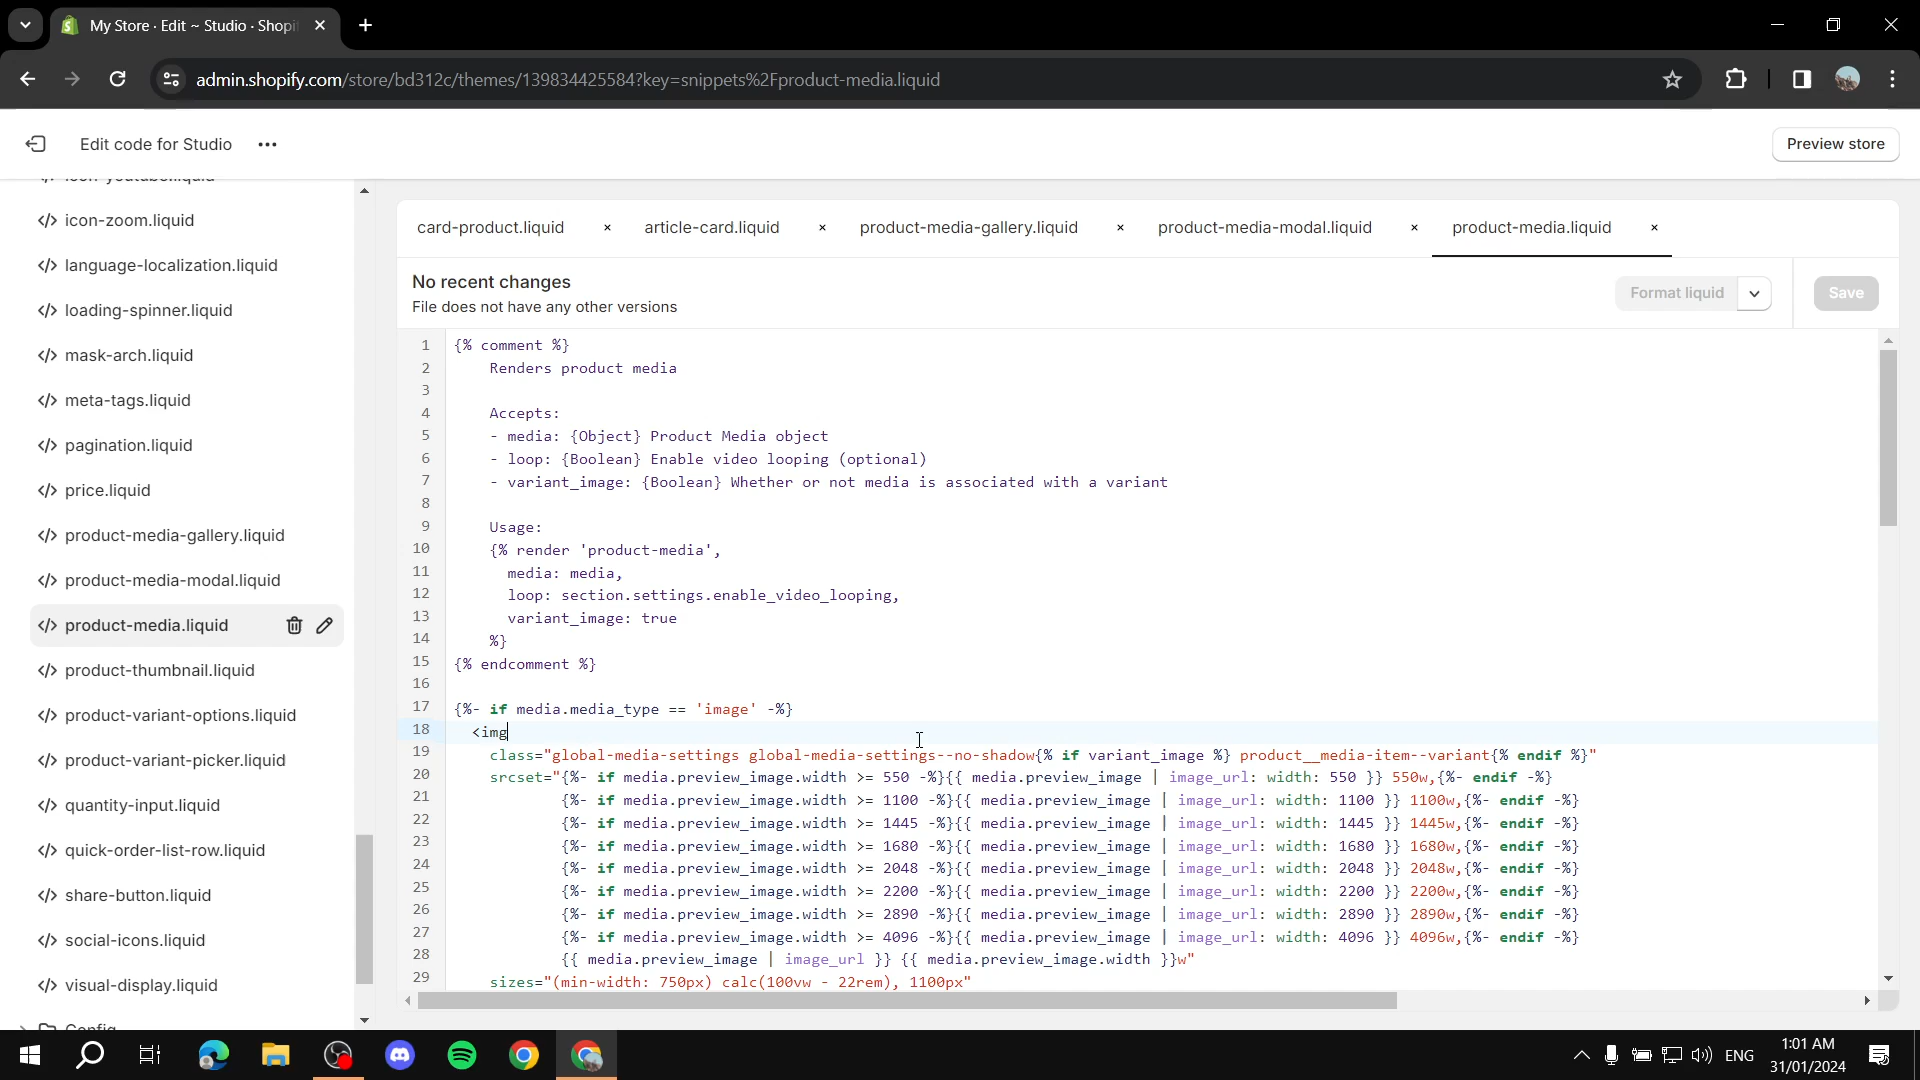 My Store · Edit ~ Studio · Shopi
admin.shopify.com/store/bd312c/themes/139834425584?key=snippets%2Fproduct-media.liquid
Edit code for Studio
Preview store
icon-youtube.liquid
icon-zoom.liquid
language-localization.liquid
loading-spinner.liquid
mask-arch.liquid
meta-tags.liquid
pagination.liquid
price.liquid
product-media-gallery.liquid
product-media-modal.liquid
product-media.liquid
product-thumbnail.liquid
product-variant-options.liquid
product-variant-picker.liquid
quantity-input.liquid
quick-order-list-row.liquid
share-button.liquid
social-icons.liquid
visual-display.liquid
Config
card-product.liquid × article-card.liquid × product-media-gallery.liquid × product-media-modal.liquid × product-media.liquid ×
No recent changes
File does not have any other versions
Format liquid
Save
1 {% comment %}
2 Renders product media
3
4 Accepts:
5 - media: {Object} Product Media object
6 - loop: {Boolean} Enable video looping (optional)
7 - variant_image: {Boolean} Whether or not media is associated with a variant
8
9 Usage:
10 {% render 'product-media',
11 media: media,
12 loop: section.settings.enable_video_looping,
13 variant_image: true
14 %}
15 {% endcomment %}
16
17 {%- if media.media_type == 'image' -%}
18 <img
19 class="global-media-settings global-media-settings--no-shadow{% if variant_image %} product__media-item--variant{% endif %}"
20 srcset="{%- if media.preview_image.width >= 550 -%}{{ media.preview_image | image_url: width: 550 }} 550w,{%- endif -%}
21 {%- if media.preview_image.width >= 1100 -%}{{ media.preview_image | image_url: width: 1100 }} 1100w,{%- endif -%}
22 {%- if media.preview_image.width >= 1445 -%}{{ media.preview_image | image_url: width: 1445 }} 1445w,{%- endif -%}
23 {%- if media.preview_image.width >= 1680 -%}{{ media.preview_image | image_url: width: 1680 }} 1680w,{%- endif -%}
24 {%- if media.preview_image.width >= 2048 -%}{{ media.preview_image | image_url: width: 2048 }} 2048w,{%- endif -%}
25 {%- if media.preview_image.width >= 2200 -%}{{ media.preview_image | image_url: width: 2200 }} 2200w,{%- endif -%}
26 {%- if media.preview_image.width >= 2890 -%}{{ media.preview_image | image_url: width: 2890 }} 2890w,{%- endif -%}
27 {%- if media.preview_image.width >= 4096 -%}{{ media.preview_image | image_url: width: 4096 }} 4096w,{%- endif -%}
28 {{ media.preview_image | image_url }} {{ media.preview_image.width }}w"
29 sizes="(min-width: 750px) calc(100vw - 22rem), 1100px"
ENG
1:01 AM
31/01/2024